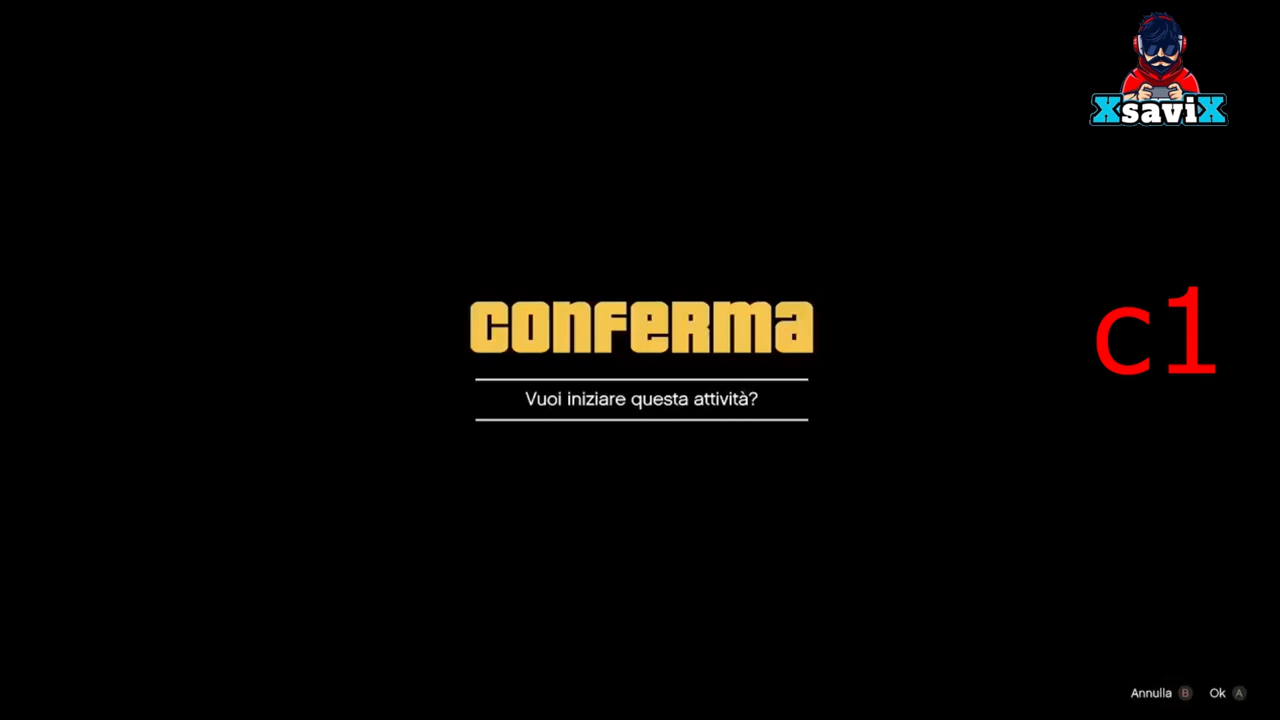 XsaviX
conferma
c1
Vuoi iniziare questa attività?
Annulla B Ok A